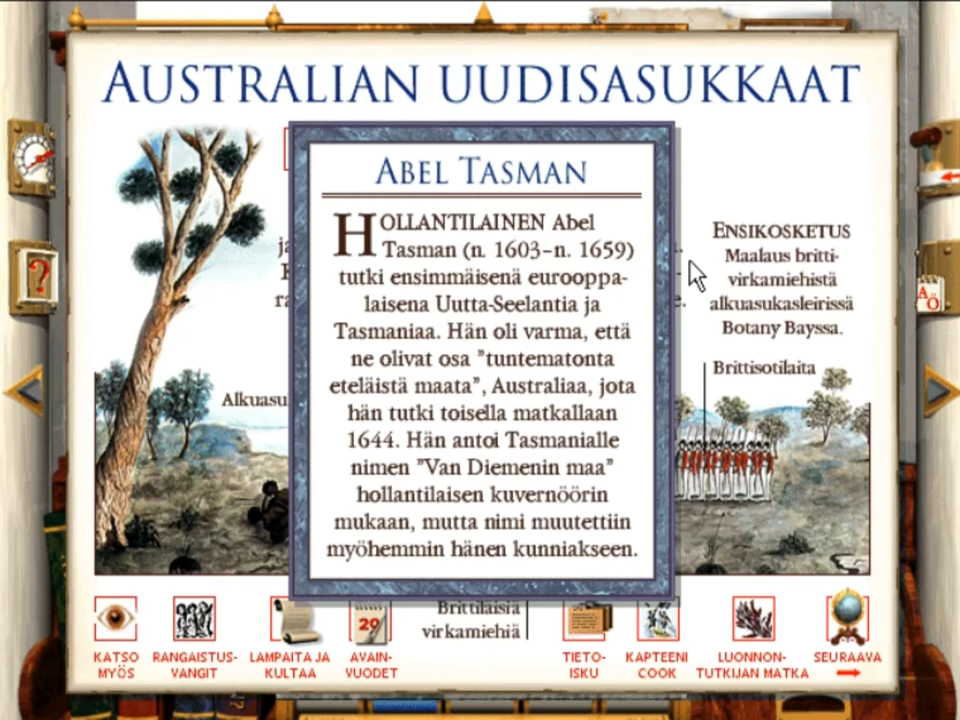 AUSTRALIAN UUDISASUKKAAT
ABEL TASMAN
HOLLANTILAINEN Abel
Tasman (n. 1603–n. 1659)
tutki ensimmäisenä eurooppa-
laisena Uutta-Seelantia ja
Tasmaniaa. Hän oli varma, että
ne olivat osa ”tuntematonta
eteläistä maata”, Australiaa, jota
hän tutki toisella matkallaan
1644. Hän antoi Tasmanialle
nimen ”Van Diemenin maa”
hollantilaisen kuvernöörin
mukaan, mutta nimi muutettiin
myöhemmin hänen kunniakseen.
ENSIKOSKETUS
Maalaus britti-
virkamiehistä
alkuasukasleirissä
Botany Bayssa.
Brittisotilaita
Alkuasu
Brittiläisiä
virkamiehiä
KATSO
MYÖS
RANGAISTUS-
VANGIT
LAMPAITA JA
KULTAA
29
AVAIN-
VUODET
TIETO-
ISKU
KAPTEENI
COOK
LUONNON-
TUTKIJAN MATKA
SEURAAVA
?
AÖ